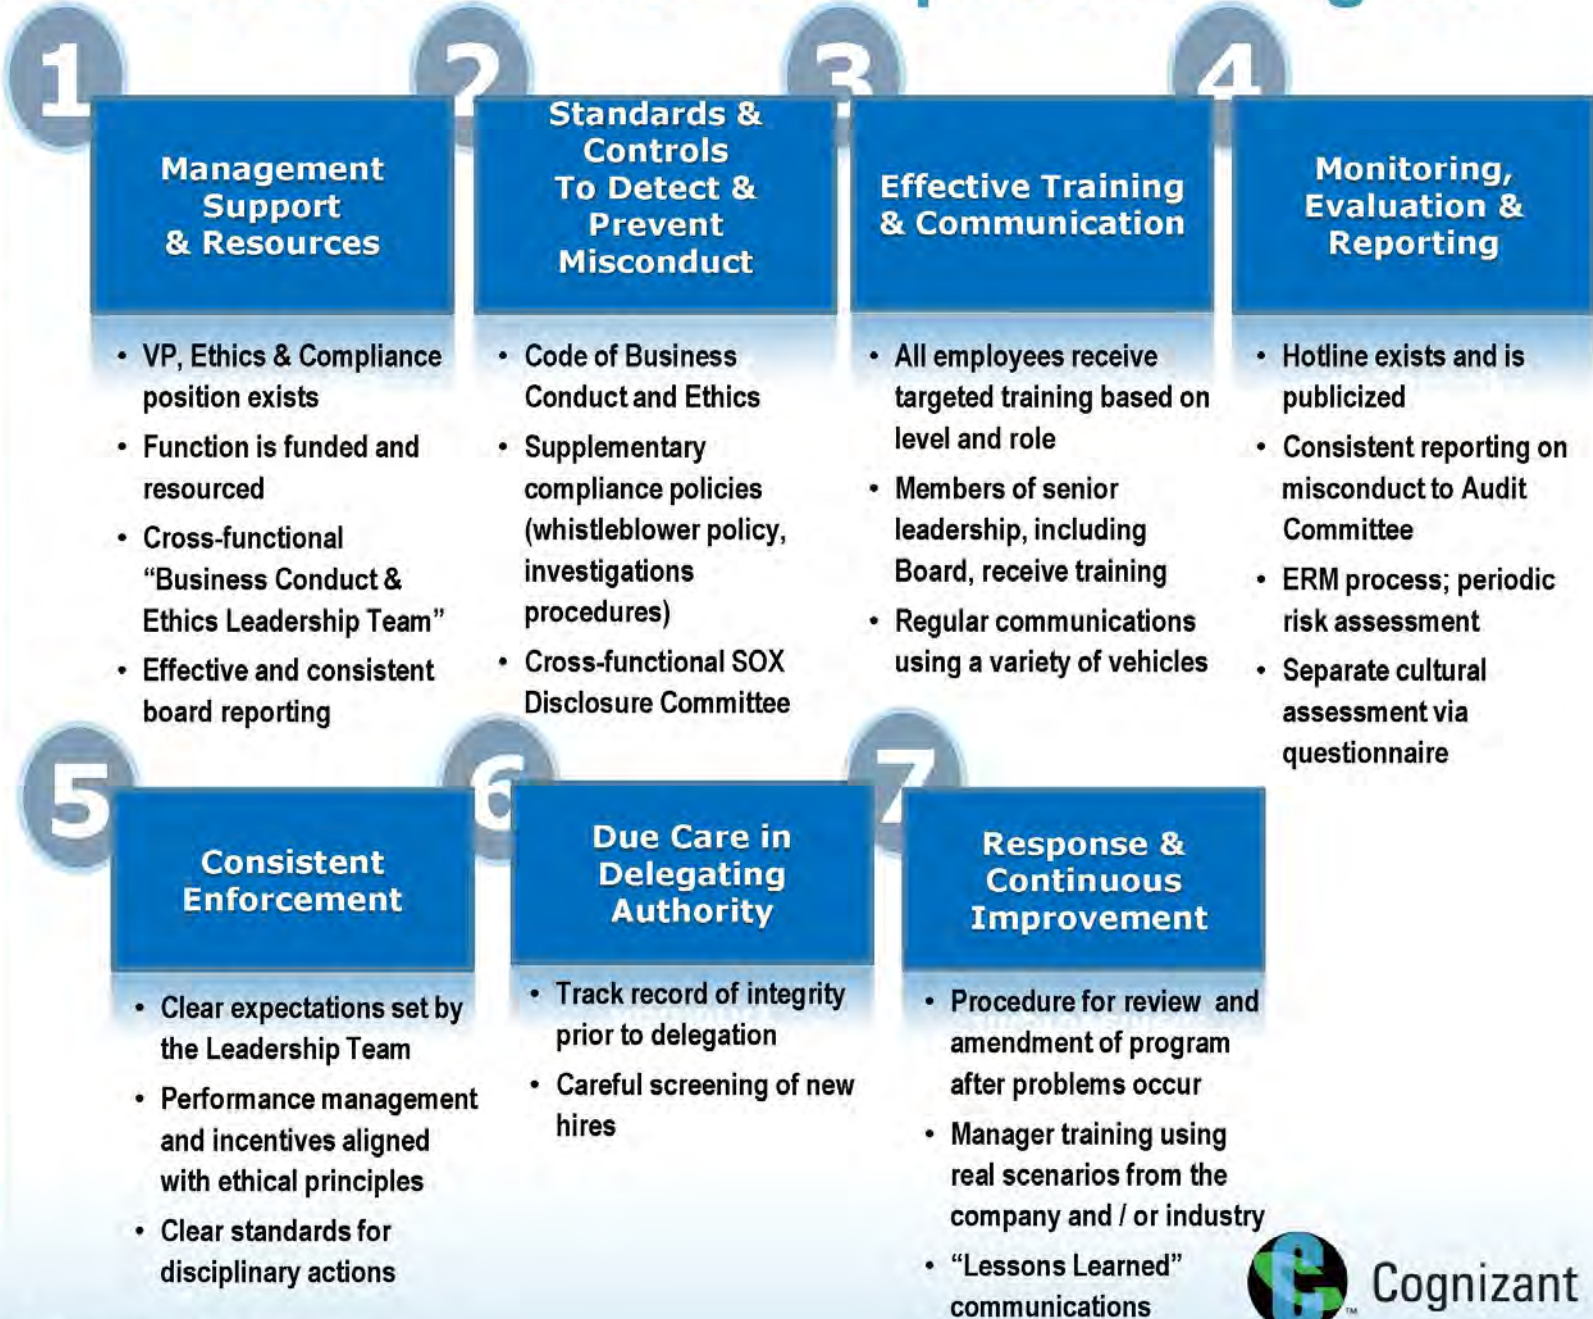 1
Management
Support
& Resources
• VP, Ethics & Compliance
position exists
• Function is funded and
resourced
• Cross-functional
“Business Conduct &
Ethics Leadership Team”
• Effective and consistent
board reporting
2
Standards &
Controls
To Detect &
Prevent
Misconduct
• Code of Business
Conduct and Ethics
• Supplementary
compliance policies
(whistleblower policy,
investigations
procedures)
• Cross-functional SOX
Disclosure Committee
3
Effective Training
& Communication
• All employees receive
targeted training based on
level and role
• Members of senior
leadership, including
Board, receive training
• Regular communications
using a variety of vehicles
4
Monitoring,
Evaluation &
Reporting
• Hotline exists and is
publicized
• Consistent reporting on
misconduct to Audit
Committee
• ERM process; periodic
risk assessment
• Separate cultural
assessment via
questionnaire
5
Consistent
Enforcement
• Clear expectations set by
the Leadership Team
• Performance management
and incentives aligned
with ethical principles
• Clear standards for
disciplinary actions
6
Due Care in
Delegating
Authority
• Track record of integrity
prior to delegation
• Careful screening of new
hires
7
Response &
Continuous
Improvement
• Procedure for review and
amendment of program
after problems occur
• Manager training using
real scenarios from the
company and / or industry
• “Lessons Learned”
communications
Cognizant